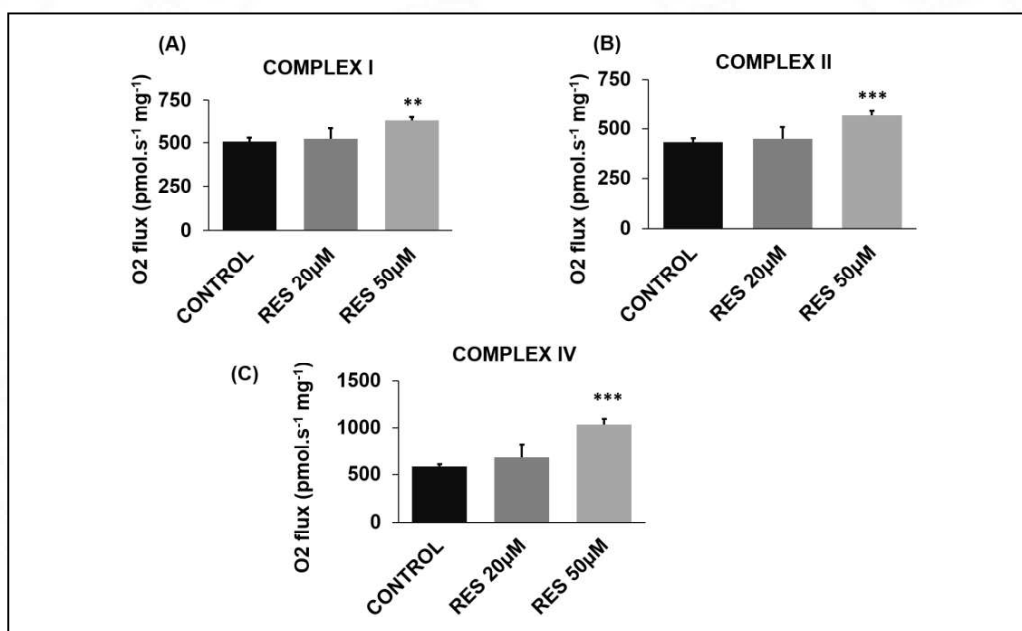 (A)
COMPLEX I
**
O2 flux (pmol.s⁻¹ mg⁻¹)
750
500
250
0
CONTROL
RES 20µM
RES 50µM
(B)
COMPLEX II
***
O2 flux (pmol.s⁻¹ mg⁻¹)
750
500
250
0
CONTROL
RES 20µM
RES 50µM
(C)
COMPLEX IV
***
O2 flux (pmol.s⁻¹ mg⁻¹)
1500
1000
500
0
CONTROL
RES 20µM
RES 50µM